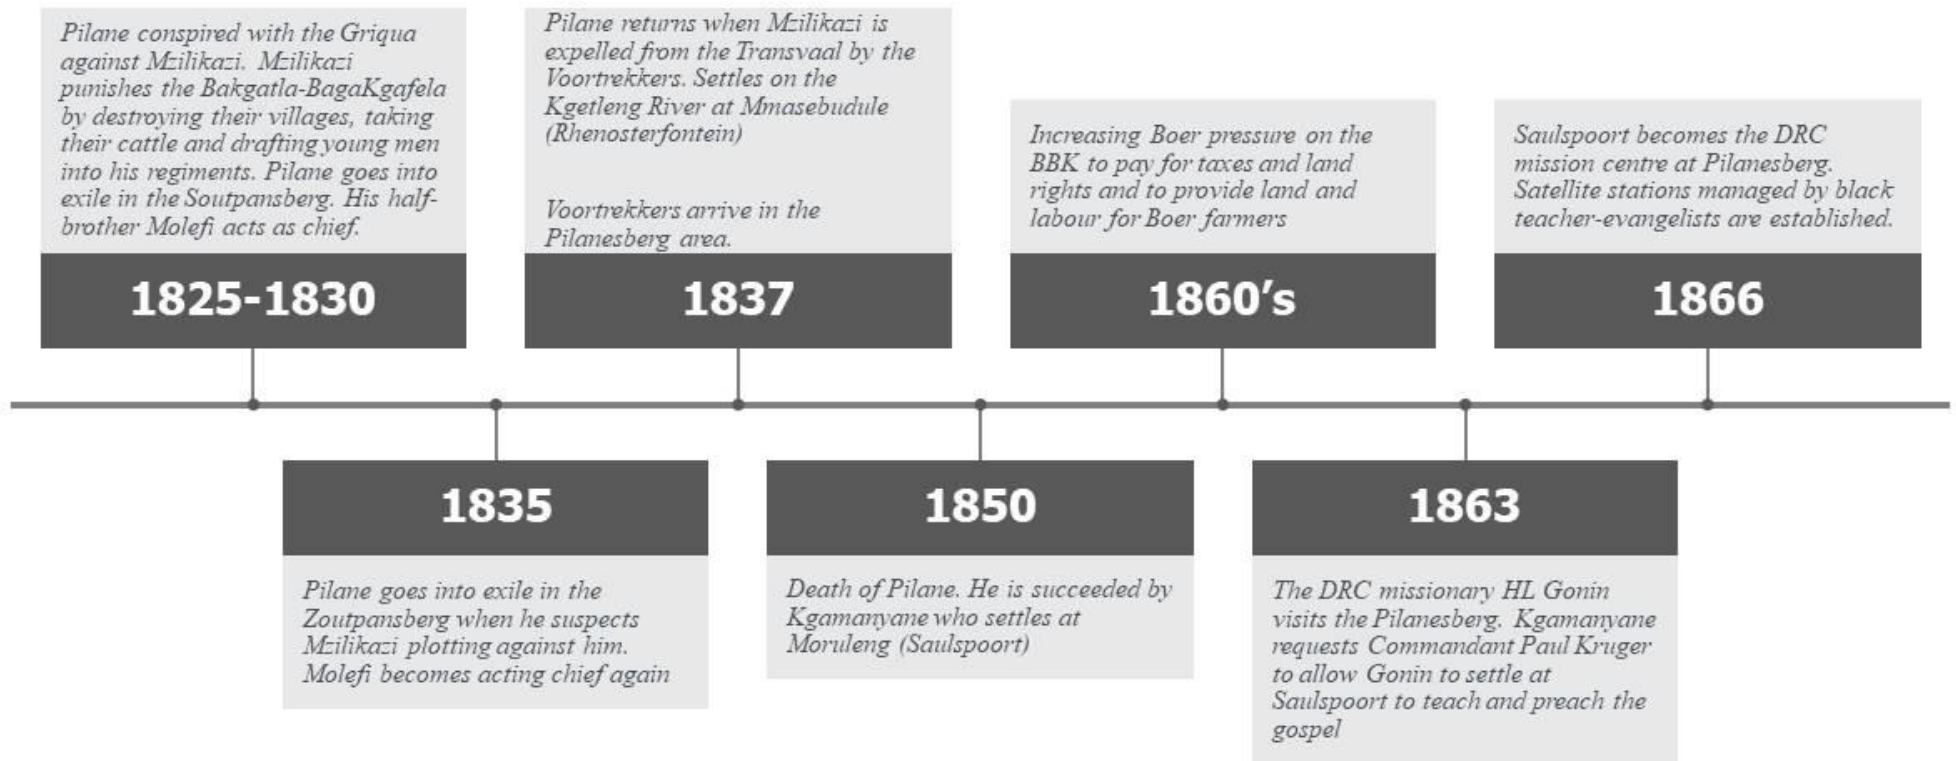 Pilane conspired with the Griqua
against Mzilikazi. Mzilikazi
punishes the Bakgatla-BagaKgafela
by destroying their villages, taking
their cattle and drafting young men
into his regiments. Pilane goes into
exile in the Soutpansberg. His half-
brother Molefi acts as chief.
1825-1830
1835
Pilane goes into exile in the
Zoutpansberg when he suspects
Mzilikazi plotting against him.
Molefi becomes acting chief again
Pilane returns when Mzilikazi is
expelled from the Transvaal by the
Voortrekkers. Settles on the
Kgetleng River at Mmasebudule
(Rhenosterfontein)
Voortrekkers arrive in the
Pilanesberg area.
1837
1850
Death of Pilane. He is succeeded by
Kgamanyane who settles at
Moruleng (Saulspoort)
Increasing Boer pressure on the
BBK to pay for taxes and land
rights and to provide land and
labour for Boer farmers
1860’s
1863
The DRC missionary HL Gonin
visits the Pilanesberg. Kgamanyane
requests Commandant Paul Kruger
to allow Gonin to settle at
Saulspoort to teach and preach the
gospel
Saulspoort becomes the DRC
mission centre at Pilanesberg.
Satellite stations managed by black
teacher-evangelists are established.
1866